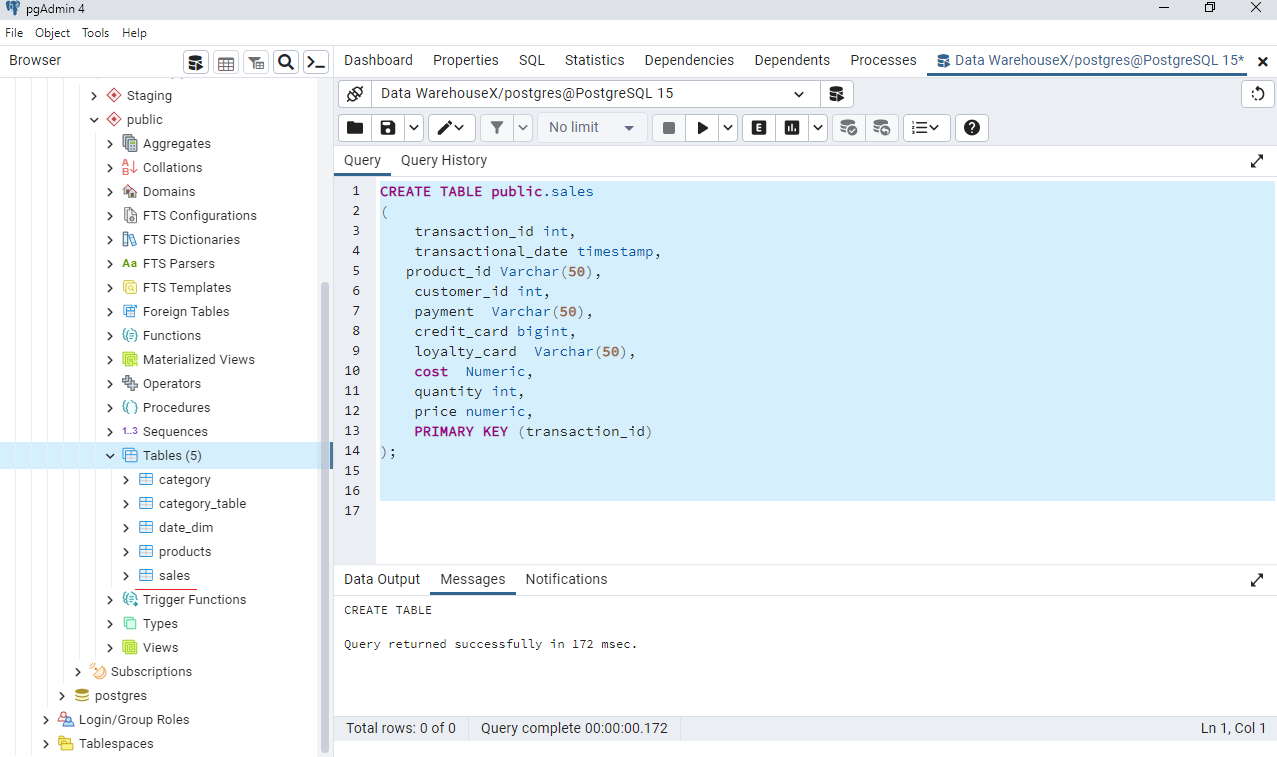 pgAdmin 4
File Object Tools Help
Browser
Dashboard Properties SQL Statistics Dependencies Dependents Processes Data WarehouseX/postgres@PostgreSQL 15*
Staging
public
Aggregates
Collations
Domains
FTS Configurations
FTS Dictionaries
Aa FTS Parsers
FTS Templates
Foreign Tables
Functions
Materialized Views
Operators
Procedures
1..3 Sequences
Tables (5)
category
category_table
date_dim
products
sales
Trigger Functions
Types
Views
Subscriptions
postgres
Login/Group Roles
Tablespaces
Data WarehouseX/postgres@PostgreSQL 15
No limit
E
Query Query History
1 CREATE TABLE public.sales
2 (
3 transaction_id int,
4 transactional_date timestamp,
5 product_id Varchar(50),
6 customer_id int,
7 payment  Varchar(50),
8 credit_card bigint,
9 loyalty_card  Varchar(50),
10 cost  Numeric,
11 quantity int,
12 price numeric,
13 PRIMARY KEY (transaction_id)
14 );
15
16
17
Data Output Messages Notifications
CREATE TABLE
Query returned successfully in 172 msec.
Total rows: 0 of 0 Query complete 00:00:00.172 Ln 1, Col 1